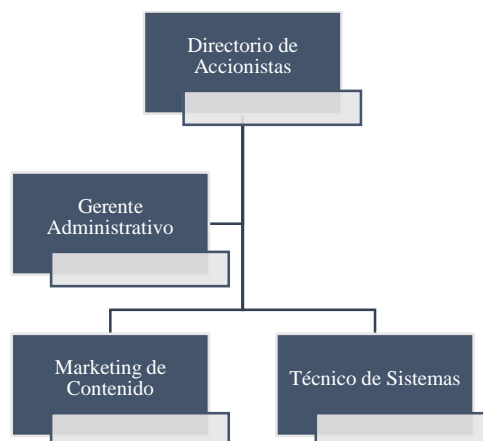 Directorio de
Accionistas
Gerente
Administrativo
Marketing de
Contenido
Técnico de Sistemas